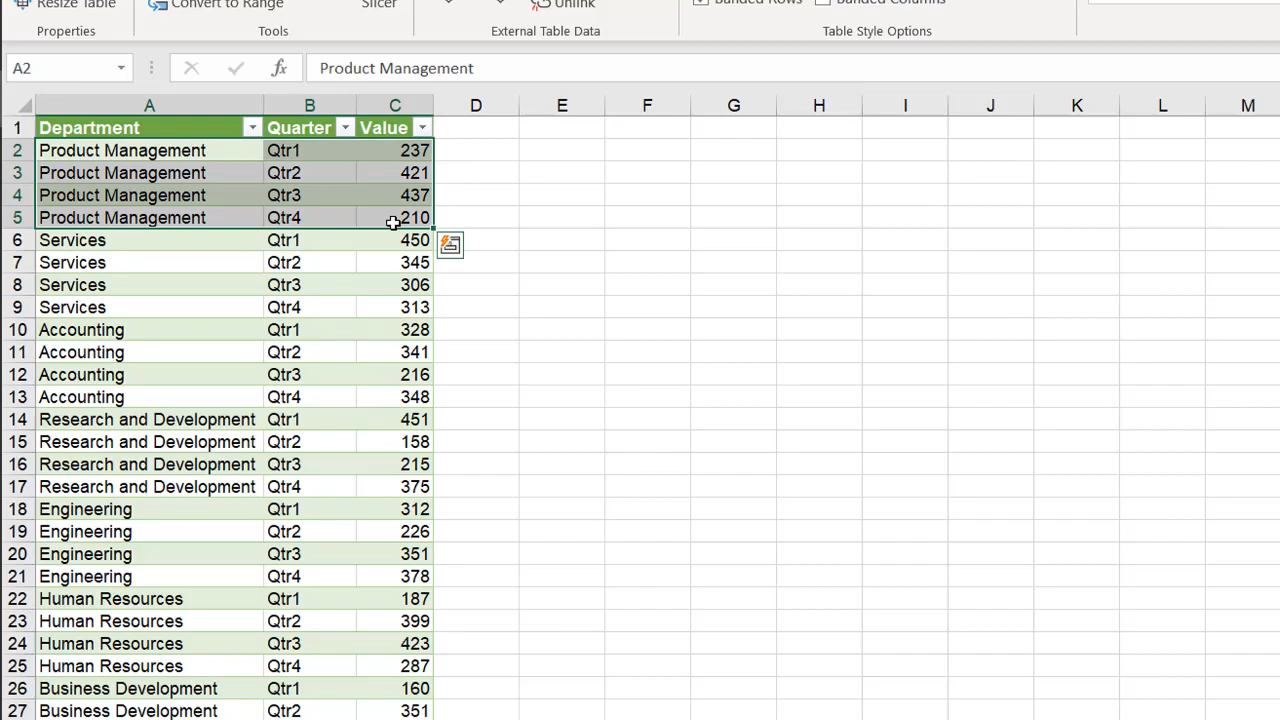 Resize Table Convert to Range Slicer Unlink Banded Rows Banded Columns
Properties Tools External Table Data Table Style Options
A2 fx Product Management
A B C D E F G H I J K L M
1 Department Quarter Value
2 Product Management Qtr1 237
3 Product Management Qtr2 421
4 Product Management Qtr3 437
5 Product Management Qtr4 210
6 Services Qtr1 450
7 Services Qtr2 345
8 Services Qtr3 306
9 Services Qtr4 313
10 Accounting Qtr1 328
11 Accounting Qtr2 341
12 Accounting Qtr3 216
13 Accounting Qtr4 348
14 Research and Development Qtr1 451
15 Research and Development Qtr2 158
16 Research and Development Qtr3 215
17 Research and Development Qtr4 375
18 Engineering Qtr1 312
19 Engineering Qtr2 226
20 Engineering Qtr3 351
21 Engineering Qtr4 378
22 Human Resources Qtr1 187
23 Human Resources Qtr2 399
24 Human Resources Qtr3 423
25 Human Resources Qtr4 287
26 Business Development Qtr1 160
27 Business Development Qtr2 351